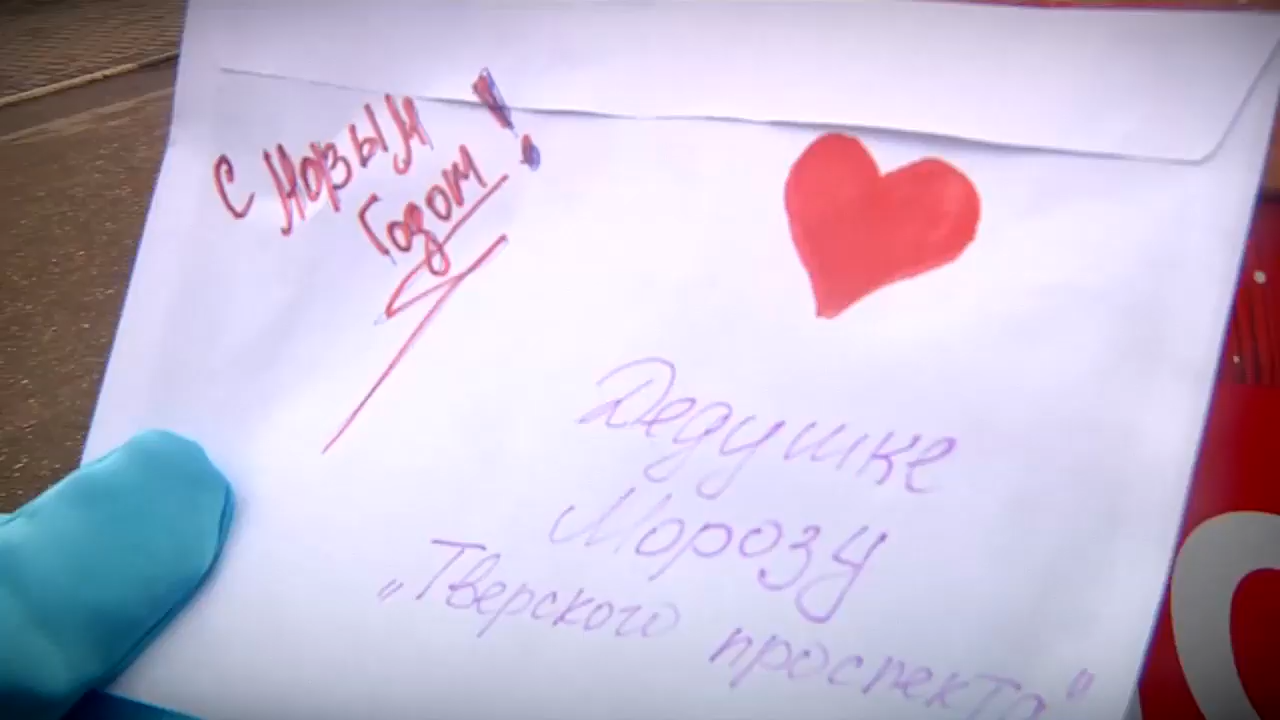 С Новым
Годом!
Дедушке
Морозу
„Тверского проспекта"